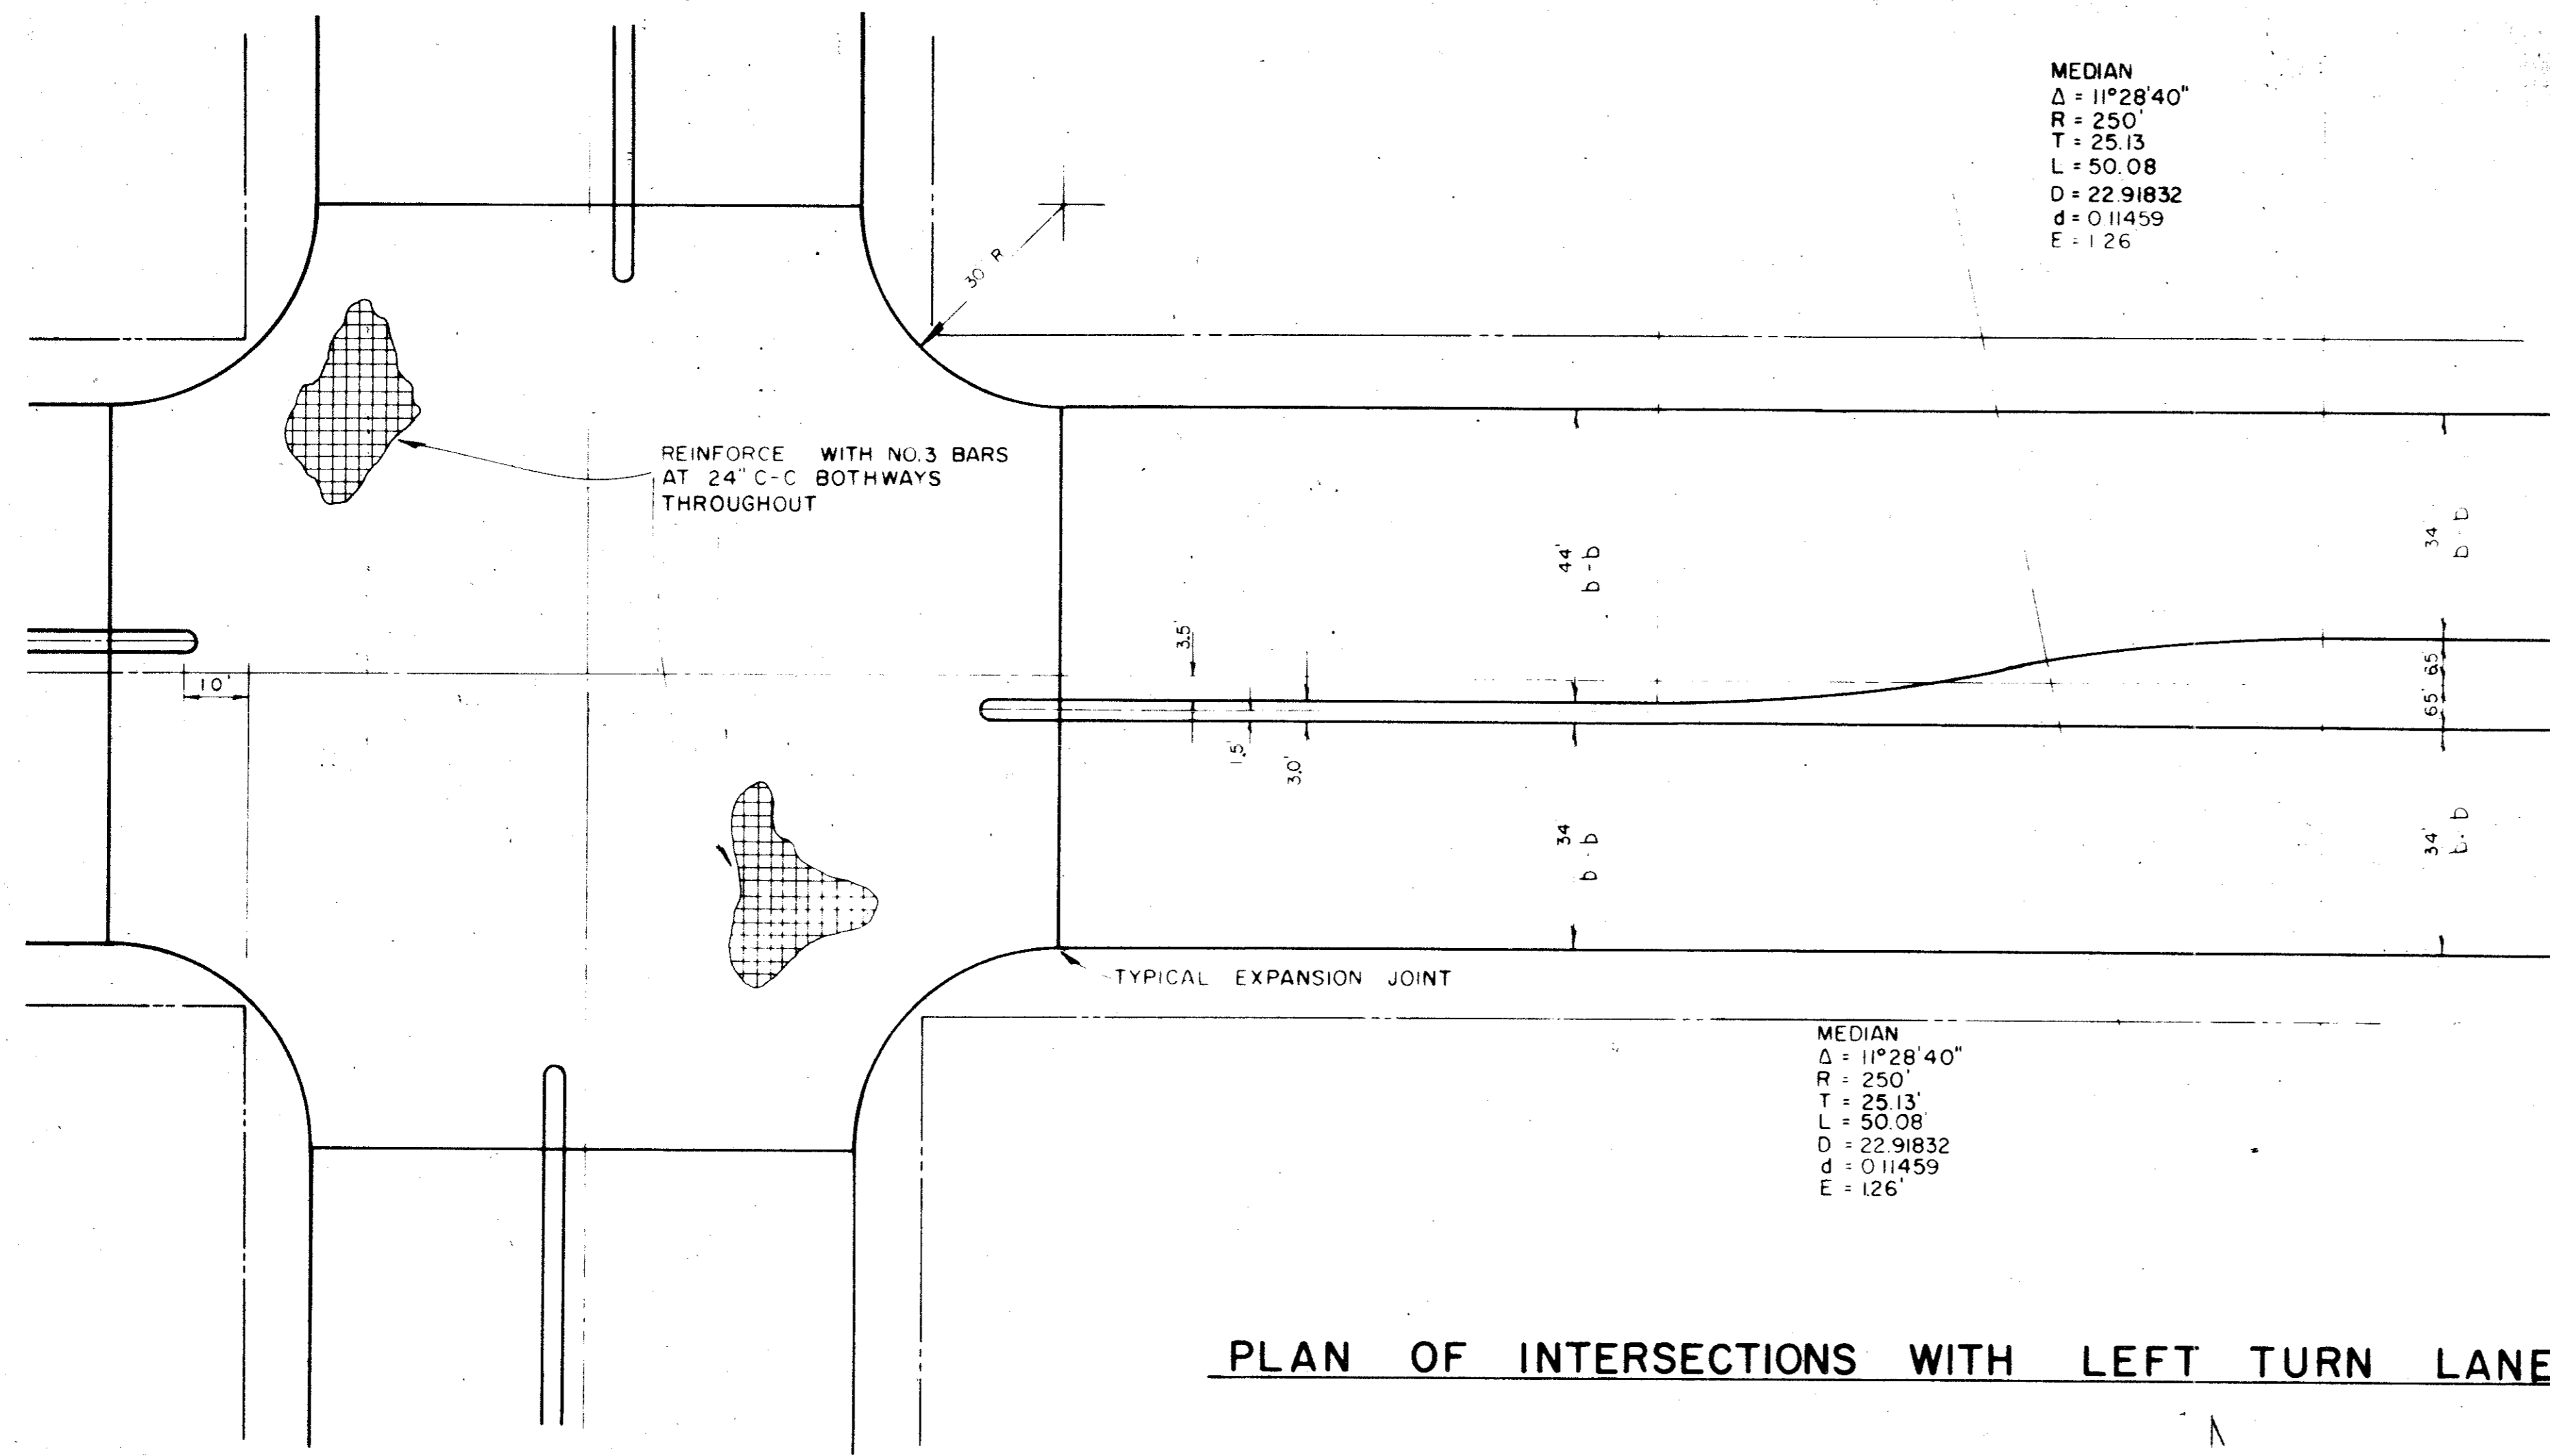 MEDIAN
Δ = 11°28'40"
R = 250'
T = 25.13
L = 50.08
D = 22.91832
d = 0.11459
E = 1.26
30' R
REINFORCE WITH NO.3 BARS
AT 24" C-C BOTHWAYS
THROUGHOUT
44'
b-b
34'
b-b
3.5'
10'
6.5'
6.5'
1.5'
3.0'
34'
b-b
34'
b-b
TYPICAL EXPANSION JOINT
MEDIAN
Δ = 11°28'40"
R = 250'
T = 25.13'
L = 50.08'
D = 22.91832
d = 0.11459
E = 1.26'
PLAN OF INTERSECTIONS WITH LEFT TURN LANE